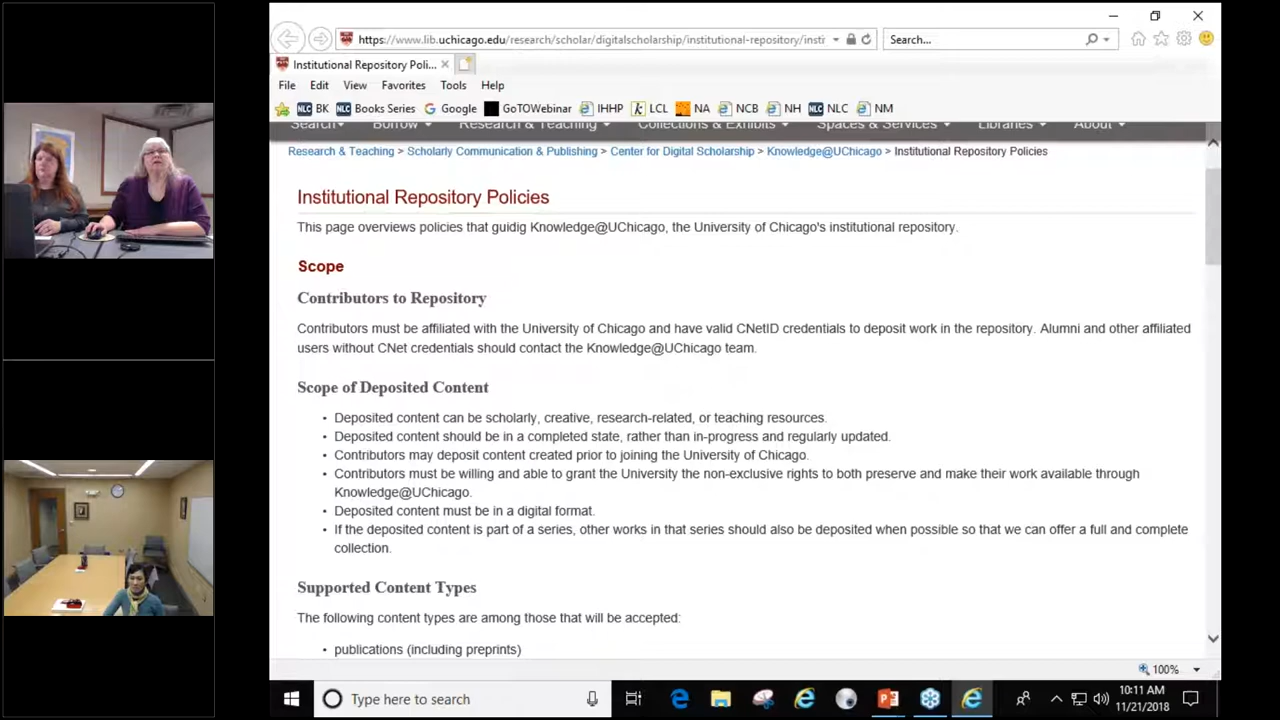 https://www.lib.uchicago.edu/research/scholar/digitalscholarship/institutional-repository/insti
Search...
Institutional Repository Poli...
File Edit View Favorites Tools Help
NLC BK NLC Books Series Google GoTOWebinar IHHP LCL NA NCB NH NLC NLC NM
Search Borrow Research & Teaching Collections & Exhibits Spaces & Services Libraries About
Research & Teaching > Scholarly Communication & Publishing > Center for Digital Scholarship > Knowledge@UChicago > Institutional Repository Policies
Institutional Repository Policies
This page overviews policies that guidig Knowledge@UChicago, the University of Chicago's institutional repository.
Scope
Contributors to Repository
Contributors must be affiliated with the University of Chicago and have valid CNetID credentials to deposit work in the repository. Alumni and other affiliated
users without CNet credentials should contact the Knowledge@UChicago team.
Scope of Deposited Content
• Deposited content can be scholarly, creative, research-related, or teaching resources.
• Deposited content should be in a completed state, rather than in-progress and regularly updated.
• Contributors may deposit content created prior to joining the University of Chicago.
• Contributors must be willing and able to grant the University the non-exclusive rights to both preserve and make their work available through
Knowledge@UChicago.
• Deposited content must be in a digital format.
• If the deposited content is part of a series, other works in that series should also be deposited when possible so that we can offer a full and complete
collection.
Supported Content Types
The following content types are among those that will be accepted:
• publications (including preprints)
100%
Type here to search
10:11 AM
11/21/2018